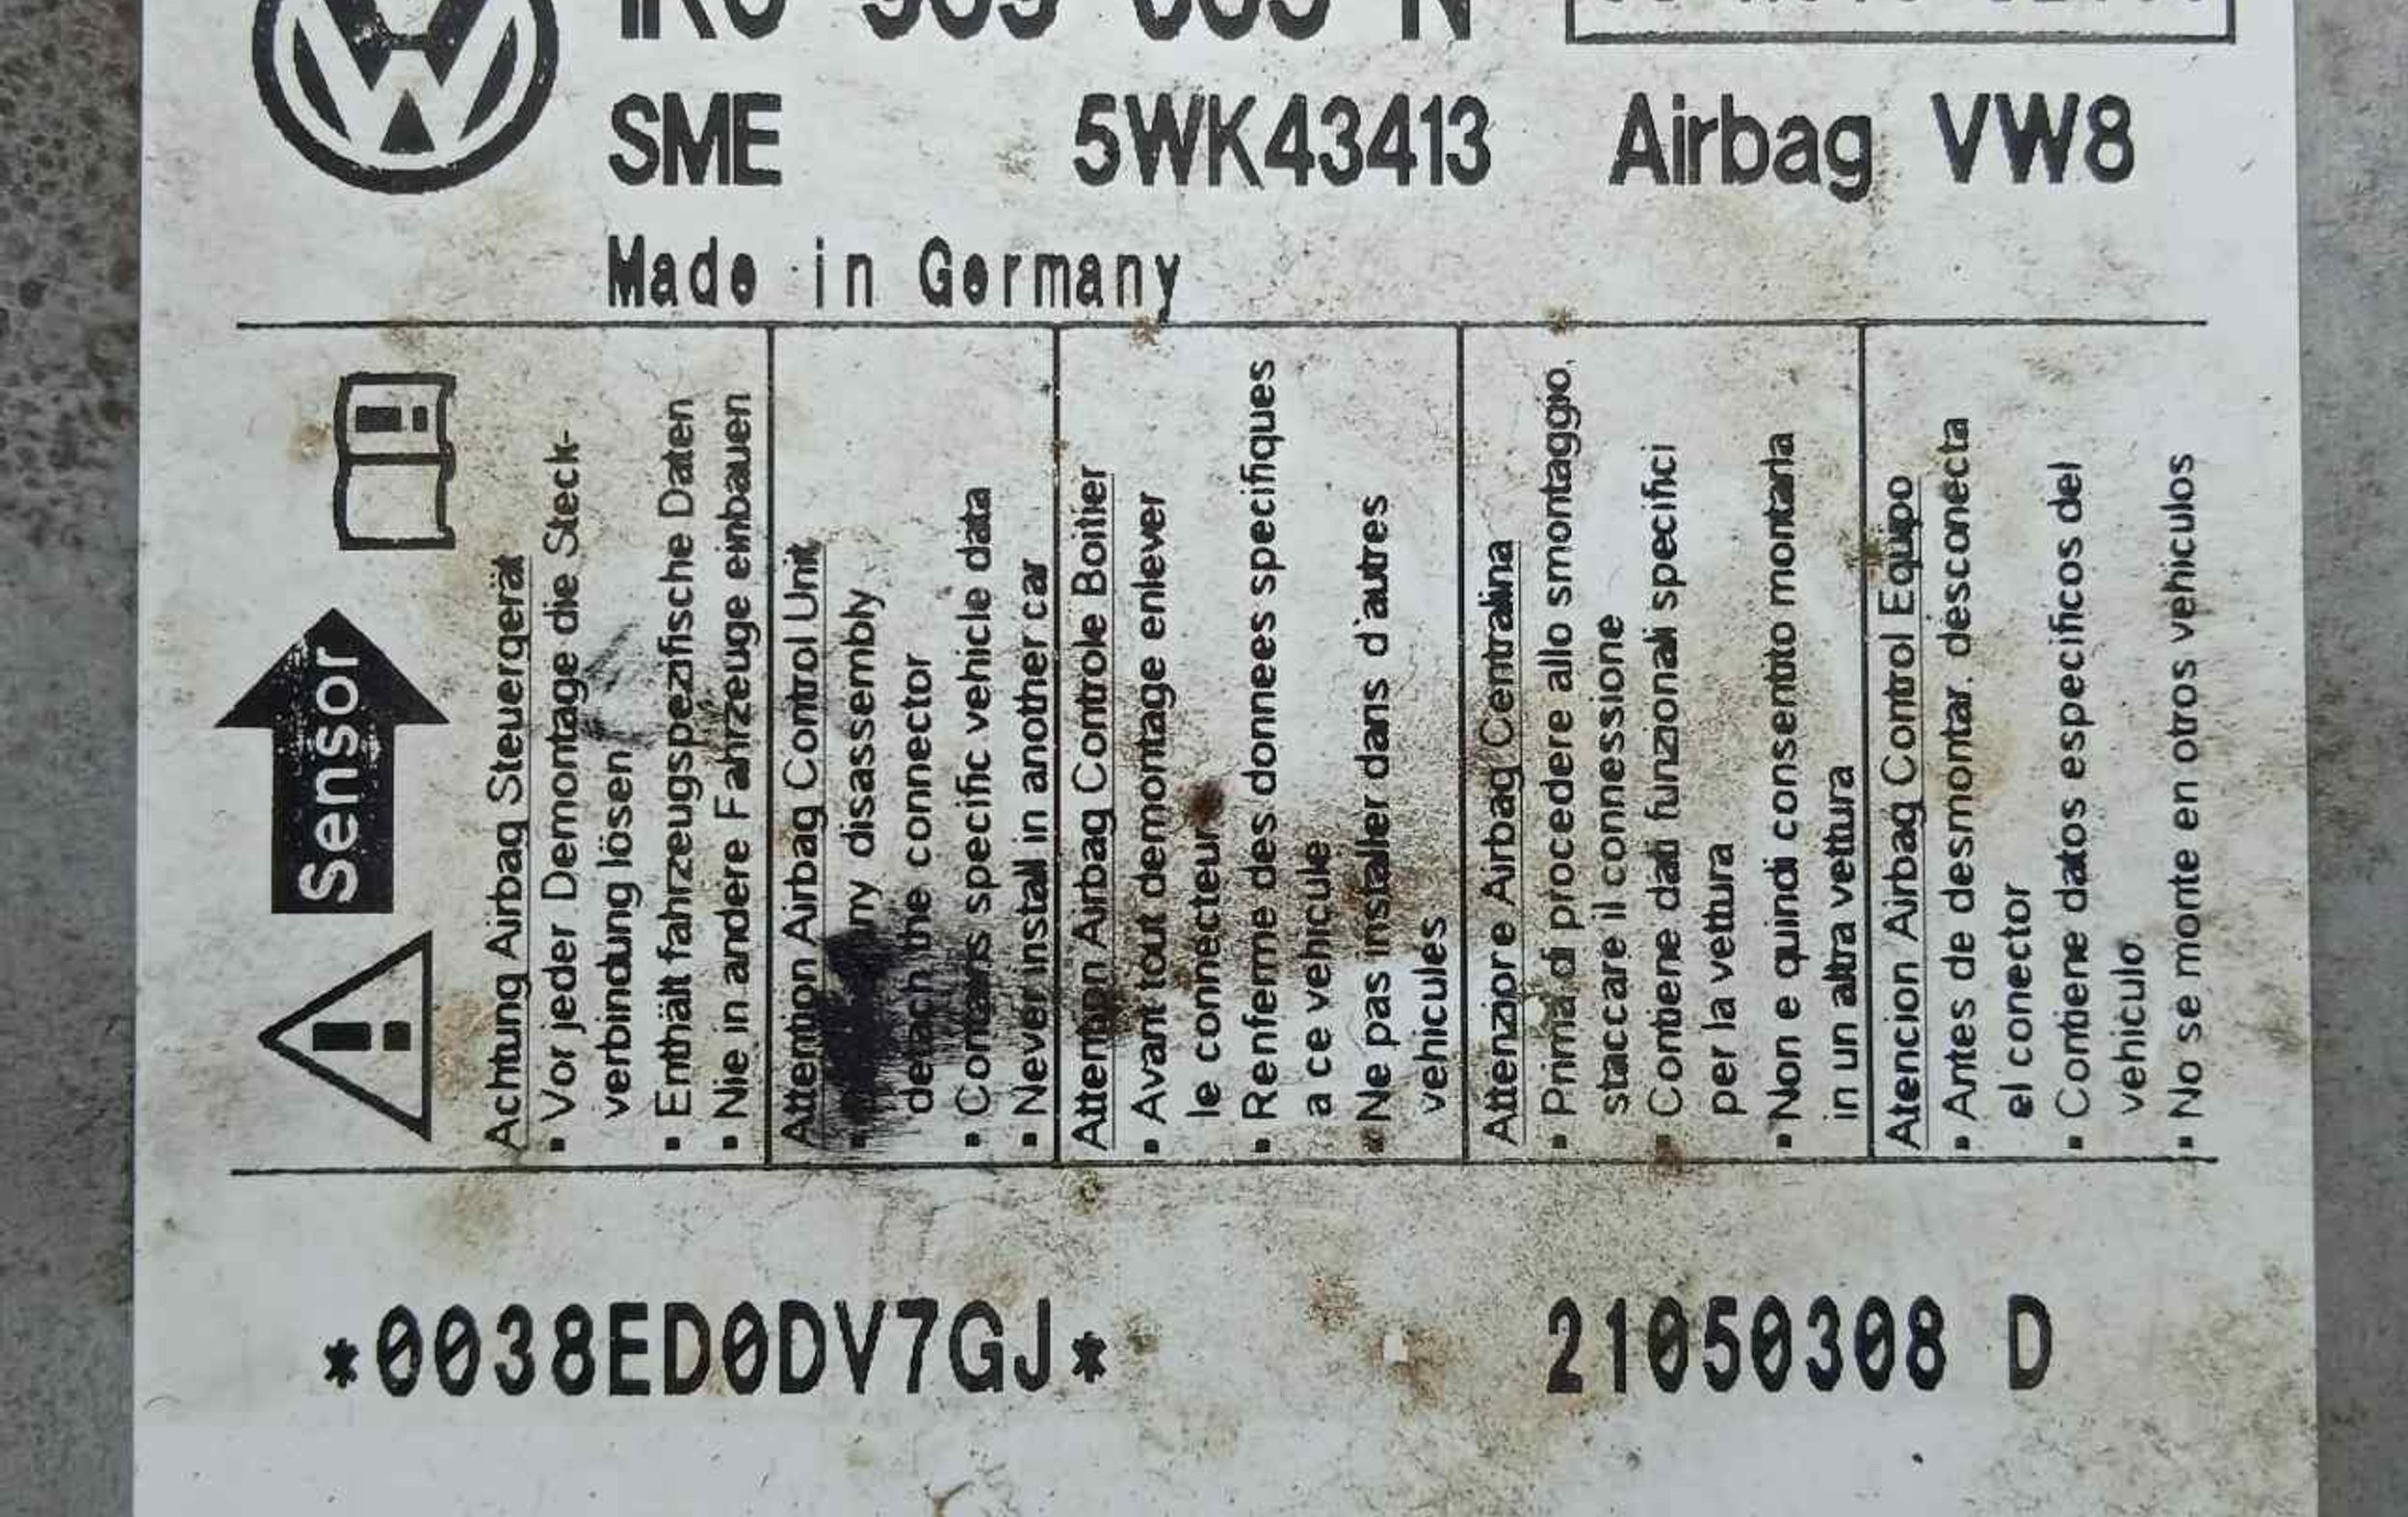 SME 5WK43413 Airbag VW8
Made in Germany
Sensor
Achtung Airbag Steuergerät
▪ Vor jeder Demontage die Steck-
verbindung lösen
▪ Enthält fahrzeugspezifische Daten
▪ Nie in andere Fahrzeuge einbauen
Attention Airbag Control Unit
▪ disassembly
detach the connector
▪ Contains specific vehicle data
▪ Never install in another car
Attention Airbag Controle Boitier
▪ Avant tout demontage enlever
le connecteur
▪ Renferme des donnees specifiques
a ce vehicule
▪ Ne pas installer dans d'autres
vehicules
Attenzione Airbag Centralina
▪ Prima di procedere allo smontaggio,
staccare il connessione
▪ Contiene dati funzionali specifici
per la vettura
▪ Non e quindi consentito montarla
in un altra vettura
Atencion Airbag Control Equipo
▪ Antes de desmontar, desconecta
el conector
▪ Contiene datos especificos del
vehiculo
▪ No se monte en otros vehiculos
*0038ED0DV7GJ* 21050308 D